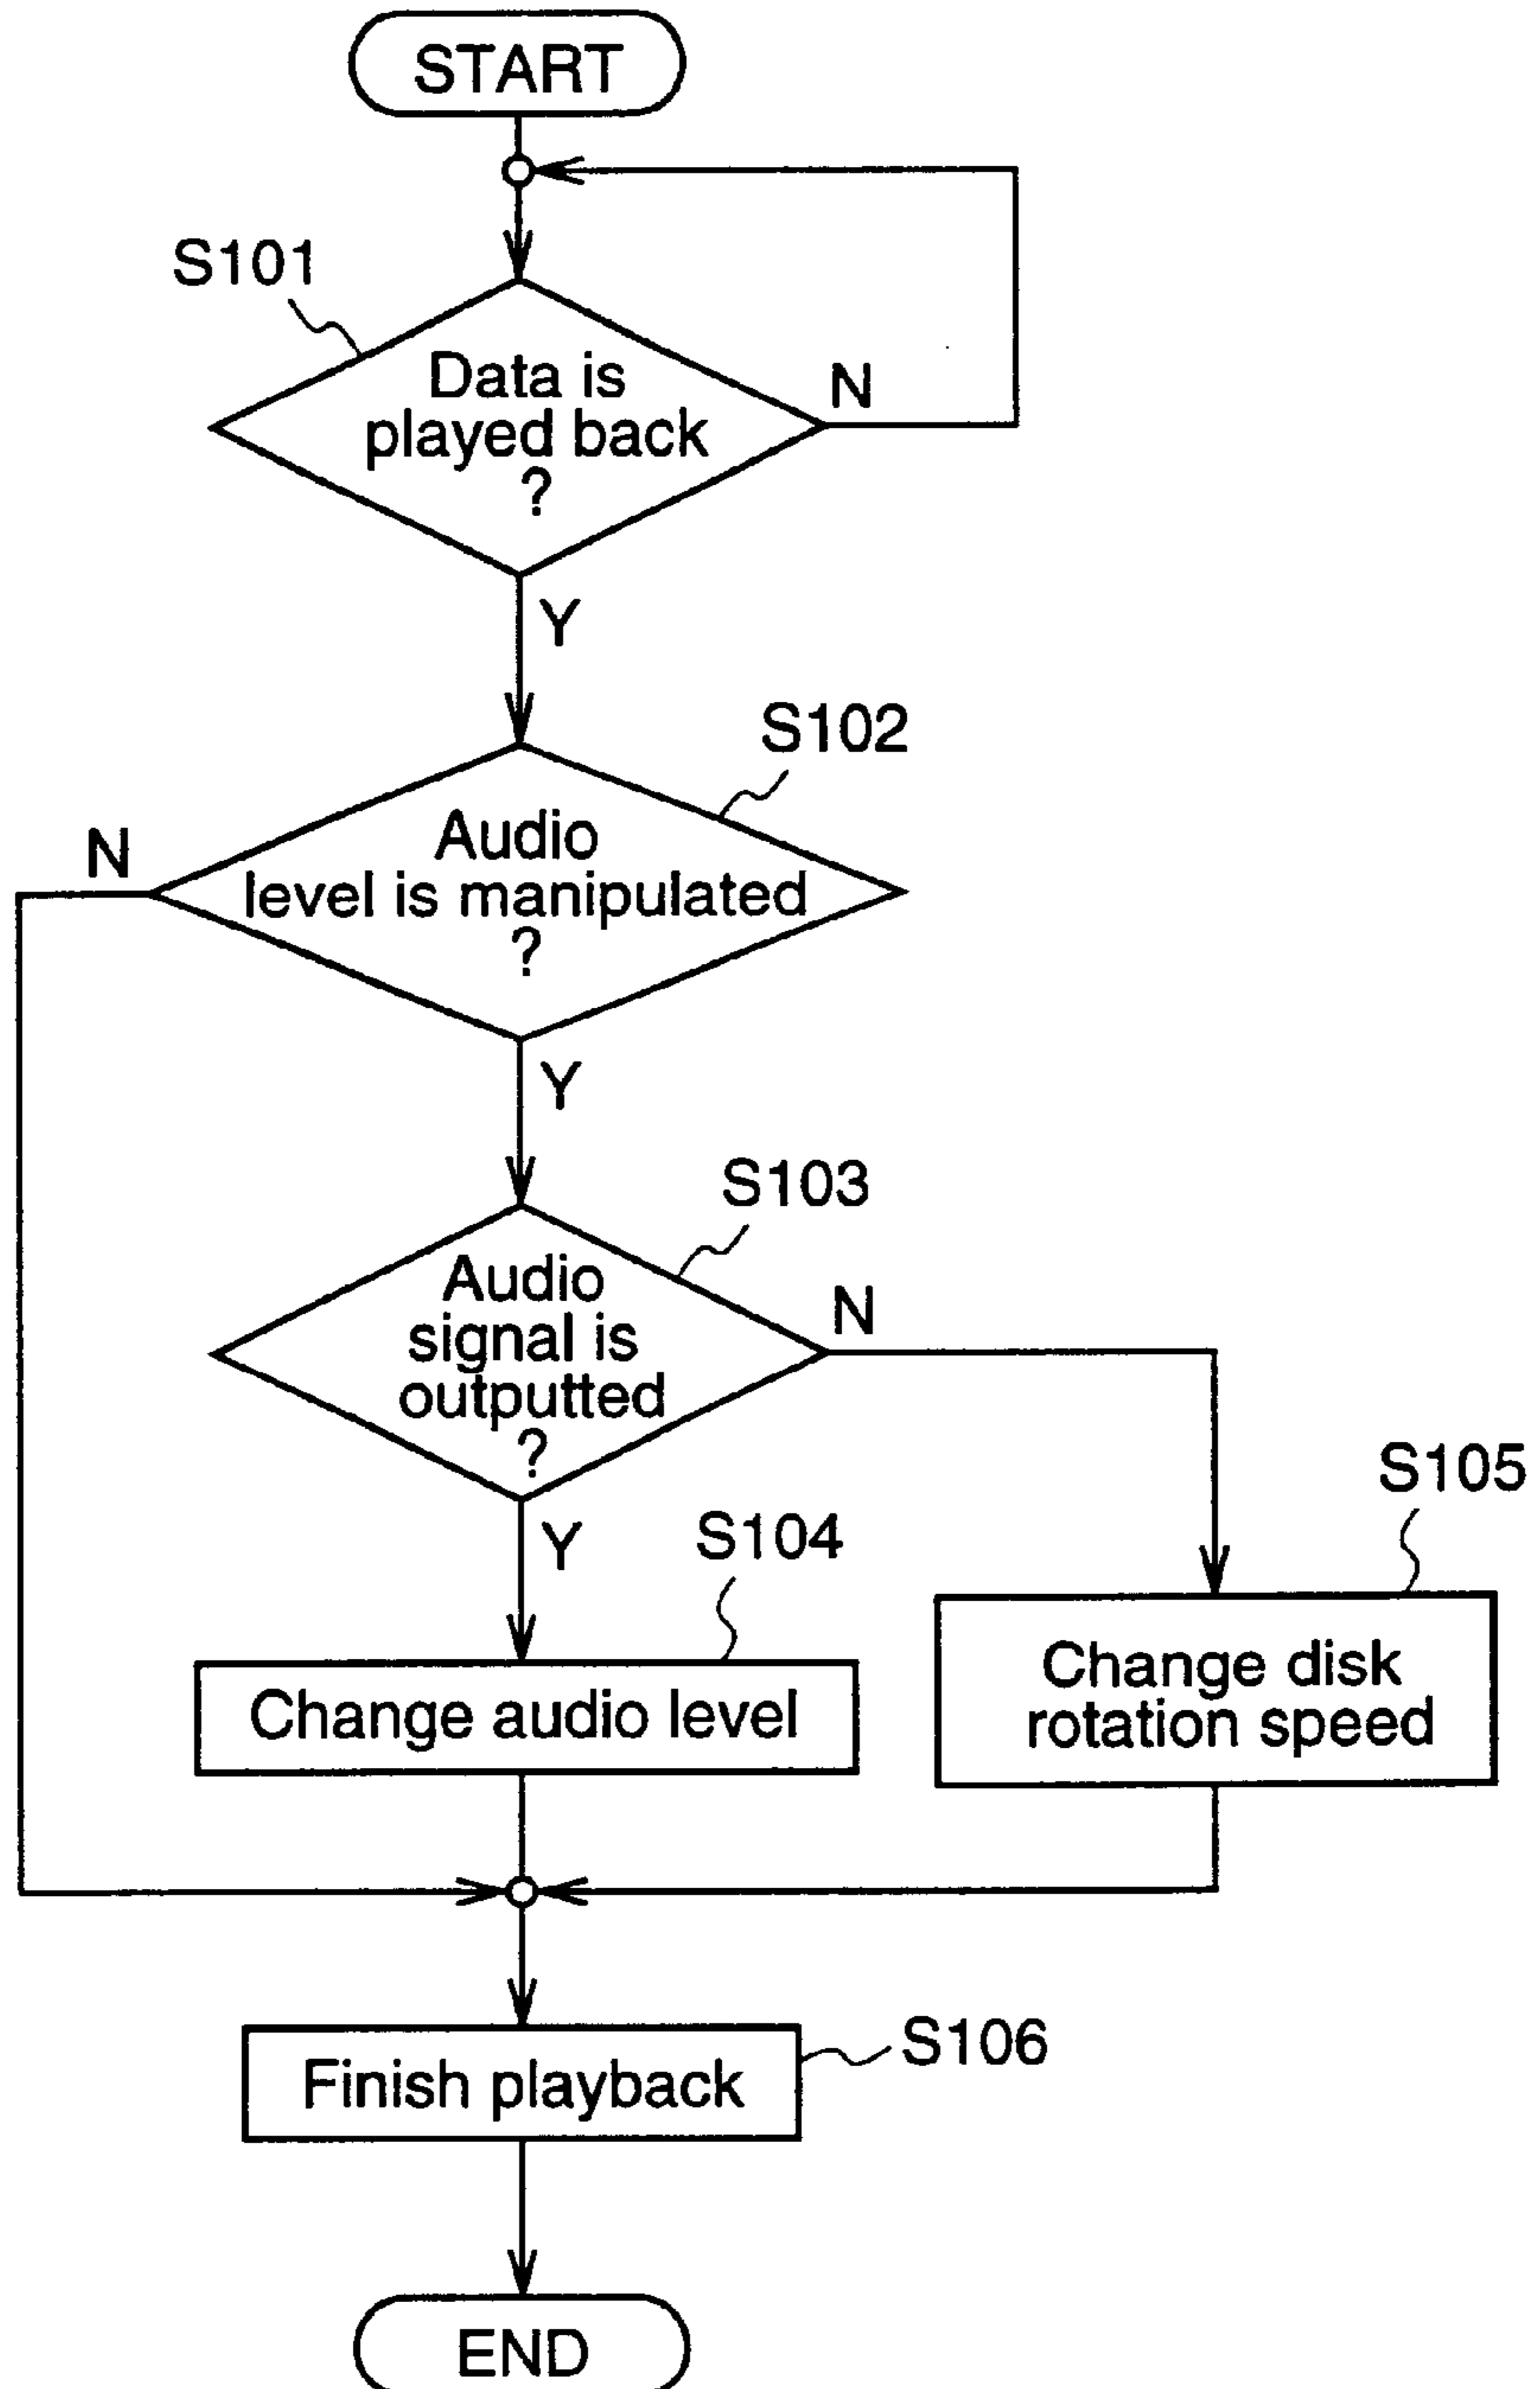 START
S101
Data is
played back
?
N
Y
S102
Audio
level is manipulated
?
N
Y
S103
Audio
signal is
outputted
?
N
Y
S104
Change audio level
S105
Change disk
rotation speed
Finish playback
S106
END